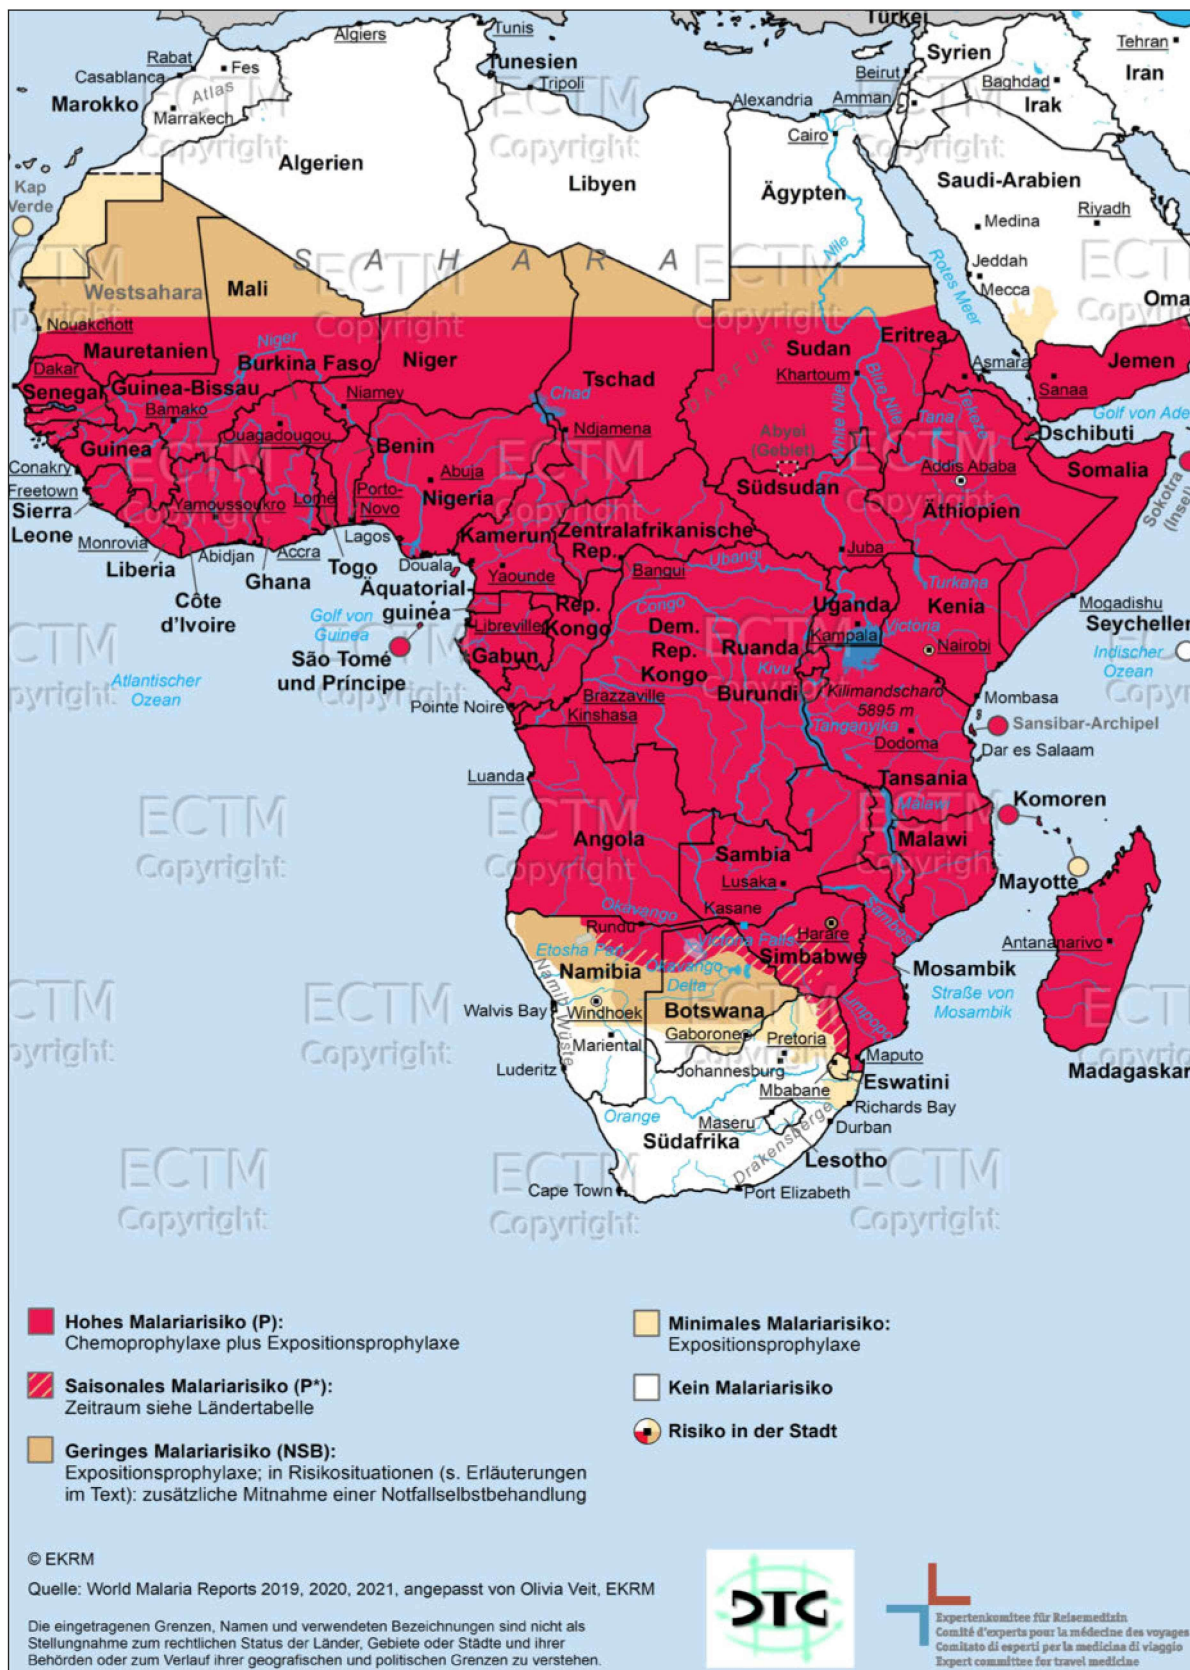 Türkei
Algiers
Tunis
Rabat
Casablanca
Fes
Atlas
Marokko
Marrakech
Tunesien
Tripoli
Syrien
Tehran
Beirut
Baghdad
Iran
Alexandria
Amman
Irak
Cairo
Algerien
Libyen
Ägypten
Saudi-Arabien
Kap
Verde
Medina
Riyadh
Jeddah
Mecca
SAHARA
Nile
Rotes Meer
Westsahara
Mali
Oma
Nouakchott
Mauretanien
Niger
Burkina Faso
Niger
Tschad
DARFUR
Sudan
Eritrea
Asmara
Jemen
Sanaa
Dakar
Senegal
Guinea-Bissau
Niamey
Chad
Khartoum
White Nile
Blue Nile
Tana
Tekeze
Golf von Ade
Bamako
Ouagadougou
Benin
Ndjamena
Dschibuti
Guinea
Abuja
Abyei
(Gebiet)
Addis Ababa
Somalia
Conakry
Freetown
Sierra
Leone
Yamoussoukro
Lomé
Porto-
Novo
Nigeria
Südsudan
Äthiopien
Sokotra
(Insel)
Monrovia
Liberia
Abidjan
Accra
Lagos
Kamerun
Zentralafrikanische
Rep.
Ghana
Togo
Douala
Yaounde
Bangui
Ubangi
Juba
Turkana
Côte
d'Ivoire
Äquatorial-
guinea
Rep.
Kongo
Congo
Uganda
Kenia
Mogadishu
Seychellen
Golf von
Guinea
Libreville
Dem.
Rep.
Kongo
Kampala
Victoria
Nairobi
Indischer
Ozean
São Tomé
und Príncipe
Gabun
Ruanda
Kivu
Burundi
Atlantischer
Ozean
Pointe Noire
Brazzaville
Kinshasa
Kilimandscharo
5895 m
Mombasa
Tanganyika
Sansibar-Archipel
Dodoma
Dar es Salaam
Luanda
Tansania
Malawi
Komoren
Angola
Sambia
Malawi
Lusaka
Mayotte
Okavango
Kasane
Sambesi
Rundu
Harare
Antananarivo
Etosha Pan
Victoria Falls
Simbabwe
Namibia
Okavango
Delta
Mosambik
Namib Wüste
Straße von
Mosambik
Walvis Bay
Windhoek
Botswana
Limpopo
Gaborone
Pretoria
Mariental
Maputo
Luderitz
Johannesburg
Mbabane
Eswatini
Madagaskar
Orange
Richards Bay
Maseru
Durban
Südafrika
Drakensberge
Lesotho
Cape Town
Port Elizabeth
ECTM
Copyright
Hohes Malariarisiko (P):
Chemoprophylaxe plus Expositionsprophylaxe
Saisonales Malariarisiko (P*):
Zeitraum siehe Ländertabelle
Geringes Malariarisiko (NSB):
Expositionsprophylaxe; in Risikosituationen (s. Erläuterungen
im Text): zusätzliche Mitnahme einer Notfallselbstbehandlung
Minimales Malariarisiko:
Expositionsprophylaxe
Kein Malariarisiko
Risiko in der Stadt
© EKRM
Quelle: World Malaria Reports 2019, 2020, 2021, angepasst von Olivia Veit, EKRM
Die eingetragenen Grenzen, Namen und verwendeten Bezeichnungen sind nicht als
Stellungnahme zum rechtlichen Status der Länder, Gebiete oder Städte und ihrer
Behörden oder zum Verlauf ihrer geografischen und politischen Grenzen zu verstehen.
DTG
Expertenkomitee für Reisemedizin
Comité d'experts pour la médecine des voyages
Comitato di esperti per la medicina di viaggio
Expert committee for travel medicine